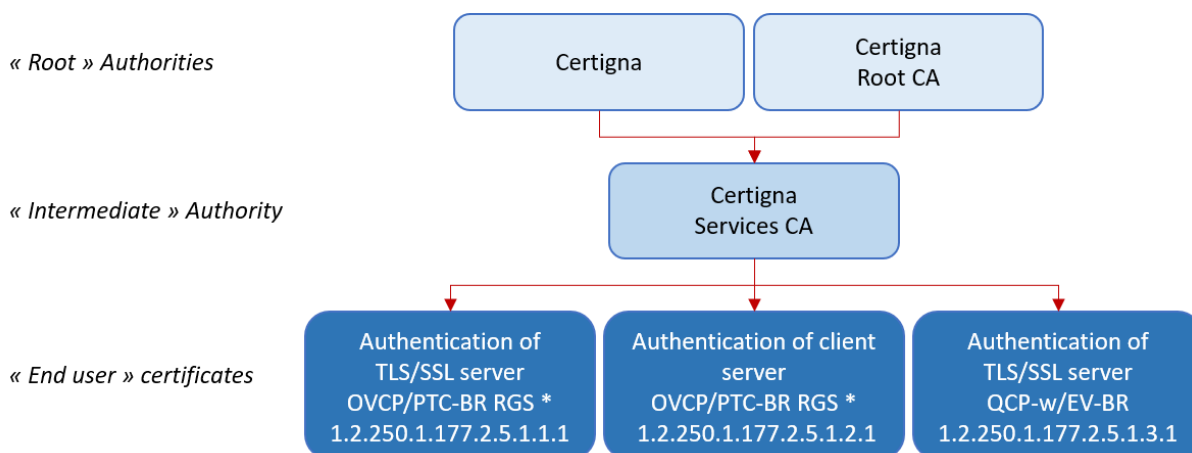 « Root » Authorities
Certigna
Certigna
Root CA
« Intermediate » Authority
Certigna
Services CA
« End user » certificates
Authentication of
TLS/SSL server
OVCP/PTC-BR RGS *
1.2.250.1.177.2.5.1.1.1
Authentication of client
server
OVCP/PTC-BR RGS *
1.2.250.1.177.2.5.1.2.1
Authentication of
TLS/SSL server
QCP-w/EV-BR
1.2.250.1.177.2.5.1.3.1